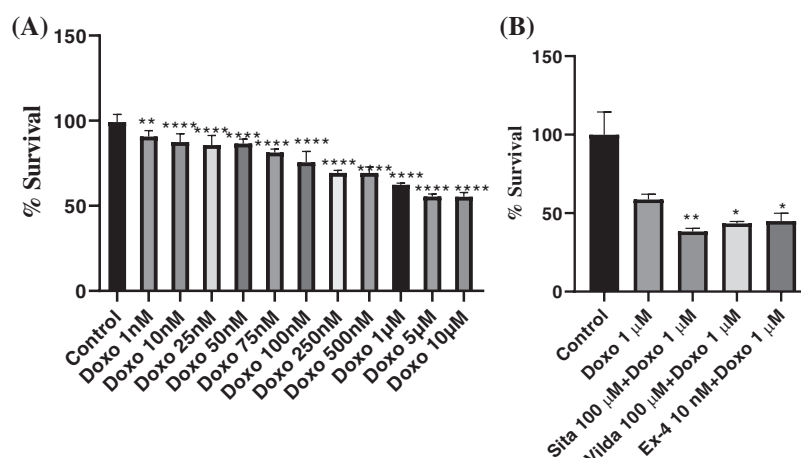 (A)
% Survival
150
100
50
0
**
****
****
****
****
****
****
****
****
****
****
Control
Doxo 1nM
Doxo 10nM
Doxo 25nM
Doxo 50nM
Doxo 75nM
Doxo 100nM
Doxo 250nM
Doxo 500nM
Doxo 1µM
Doxo 5µM
Doxo 10µM
(B)
% Survival
150
100
50
0
**
*
*
Control
Doxo 1 µM
Sita 100 µM+Doxo 1 µM
Vilda 100 µM+Doxo 1 µM
Ex-4 10 nM+Doxo 1 µM